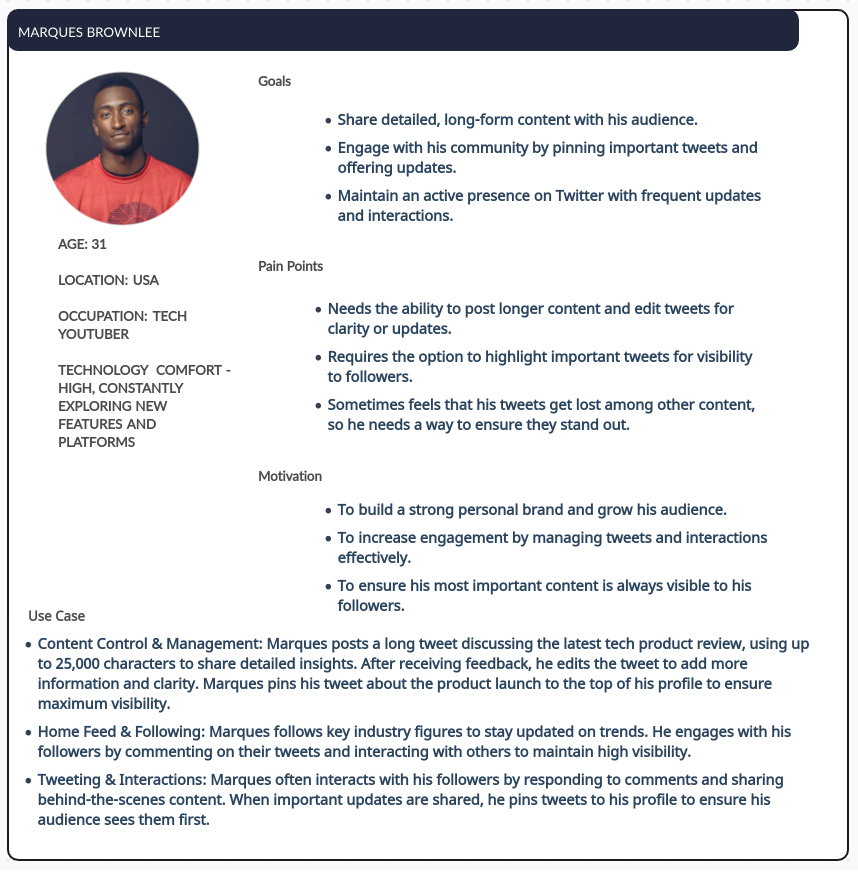 MARQUES BROWNLEE
AGE: 31
LOCATION: USA
OCCUPATION: TECH
YOUTUBER
TECHNOLOGY COMFORT -
HIGH, CONSTANTLY
EXPLORING NEW
FEATURES AND
PLATFORMS
Goals
• Share detailed, long-form content with his audience.
• Engage with his community by pinning important tweets and
offering updates.
• Maintain an active presence on Twitter with frequent updates
and interactions.
Pain Points
• Needs the ability to post longer content and edit tweets for
clarity or updates.
• Requires the option to highlight important tweets for visibility
to followers.
• Sometimes feels that his tweets get lost among other content,
so he needs a way to ensure they stand out.
Motivation
• To build a strong personal brand and grow his audience.
• To increase engagement by managing tweets and interactions
effectively.
• To ensure his most important content is always visible to his
followers.
Use Case
• Content Control & Management: Marques posts a long tweet discussing the latest tech product review, using up
to 25,000 characters to share detailed insights. After receiving feedback, he edits the tweet to add more
information and clarity. Marques pins his tweet about the product launch to the top of his profile to ensure
maximum visibility.
• Home Feed & Following: Marques follows key industry figures to stay updated on trends. He engages with his
followers by commenting on their tweets and interacting with others to maintain high visibility.
• Tweeting & Interactions: Marques often interacts with his followers by responding to comments and sharing
behind-the-scenes content. When important updates are shared, he pins tweets to his profile to ensure his
audience sees them first.